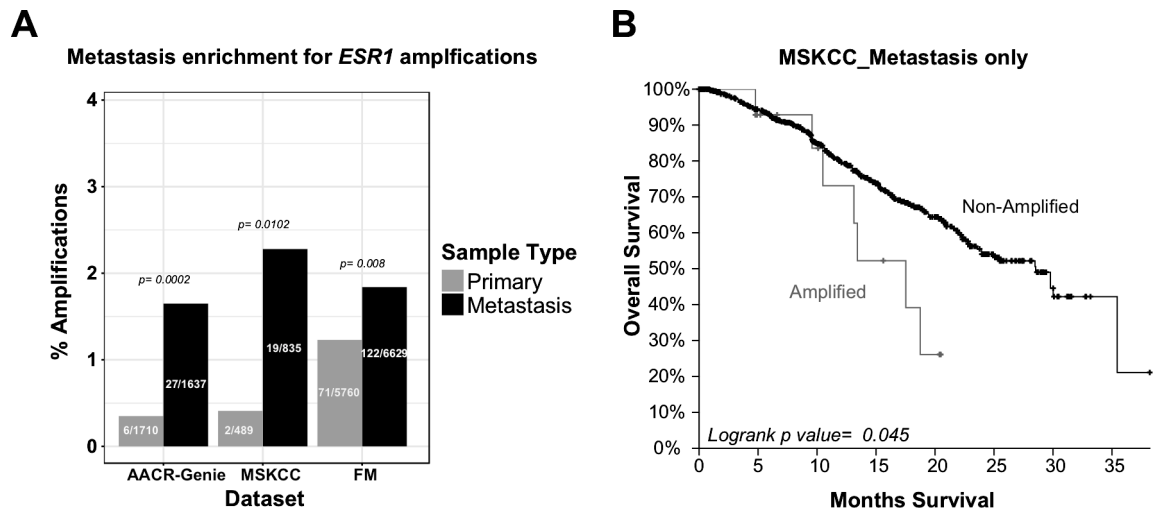 A
Metastasis enrichment for ESR1 amplfications
4
3
2
1
0
% Amplifications
p= 0.0002
p= 0.0102
p= 0.008
6/1710
27/1637
2/489
19/835
71/5760
122/6629
AACR-Genie
MSKCC
FM
Dataset
Sample Type
Primary
Metastasis
B
MSKCC_Metastasis only
100%
90%
80%
70%
60%
50%
40%
30%
20%
10%
0%
Overall Survival
Non-Amplified
Amplified
Logrank p value= 0.045
0 5 10 15 20 25 30 35
Months Survival